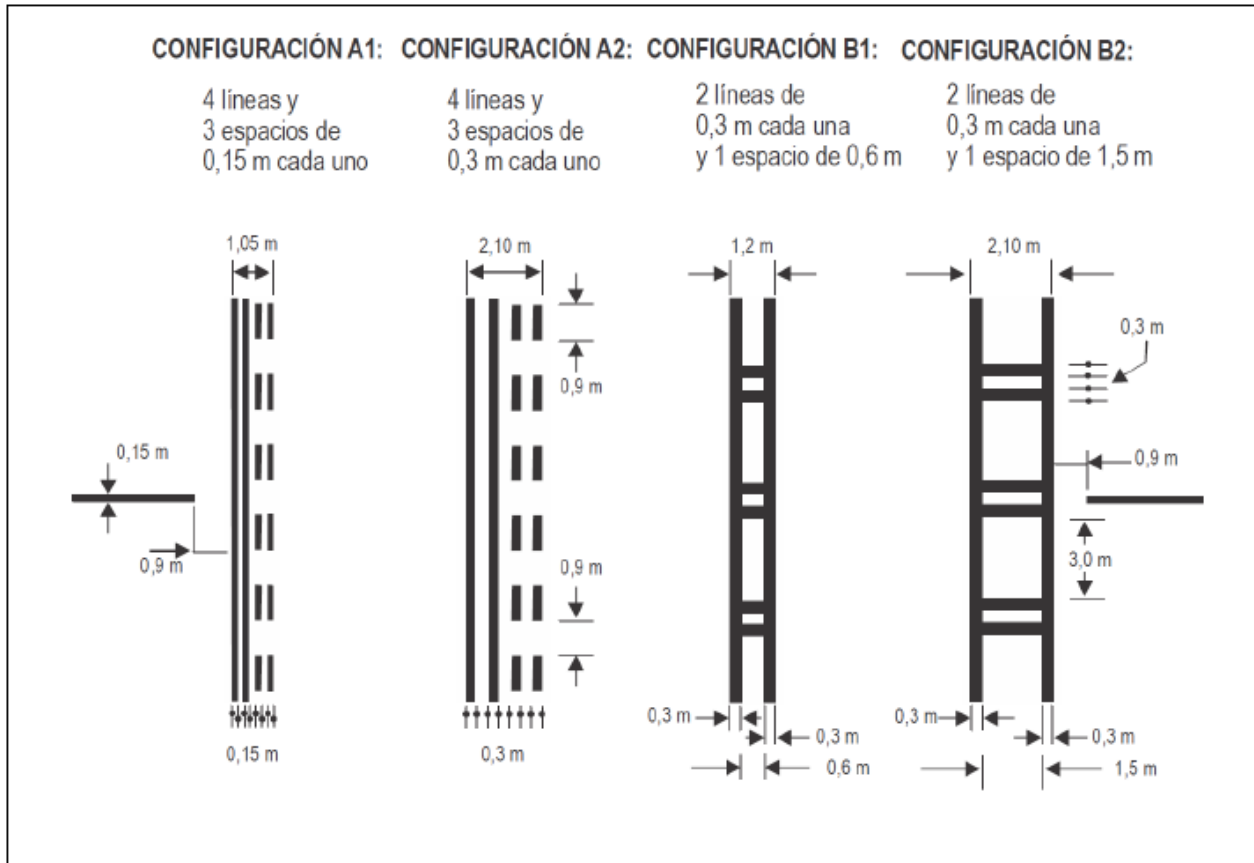 CONFIGURACIÓN A1:
4 líneas y
3 espacios de
0,15 m cada uno
CONFIGURACIÓN A2:
4 líneas y
3 espacios de
0,3 m cada uno
CONFIGURACIÓN B1:
2 líneas de
0,3 m cada una
y 1 espacio de 0,6 m
CONFIGURACIÓN B2:
2 líneas de
0,3 m cada una
y 1 espacio de 1,5 m
1,05 m
2,10 m
1,2 m
2,10 m
0,3 m
0,9 m
0,15 m
0,9 m
0,9 m
0,9 m
3,0 m
0,15 m
0,3 m
0,3 m
0,3 m
0,6 m
0,3 m
0,3 m
1,5 m